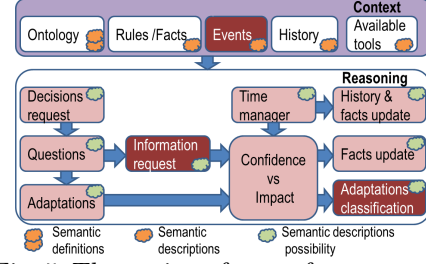 Context
Ontology
Rules /Facts
Events
History
Available
tools
Reasoning
Decisions
request
Time
manager
History &
facts update
Questions
Information
request
Confidence
vs
Impact
Facts update
Adaptations
Adaptations
classification
Semantic
definitions
Semantic
descriptions
Semantic descriptions
possibility